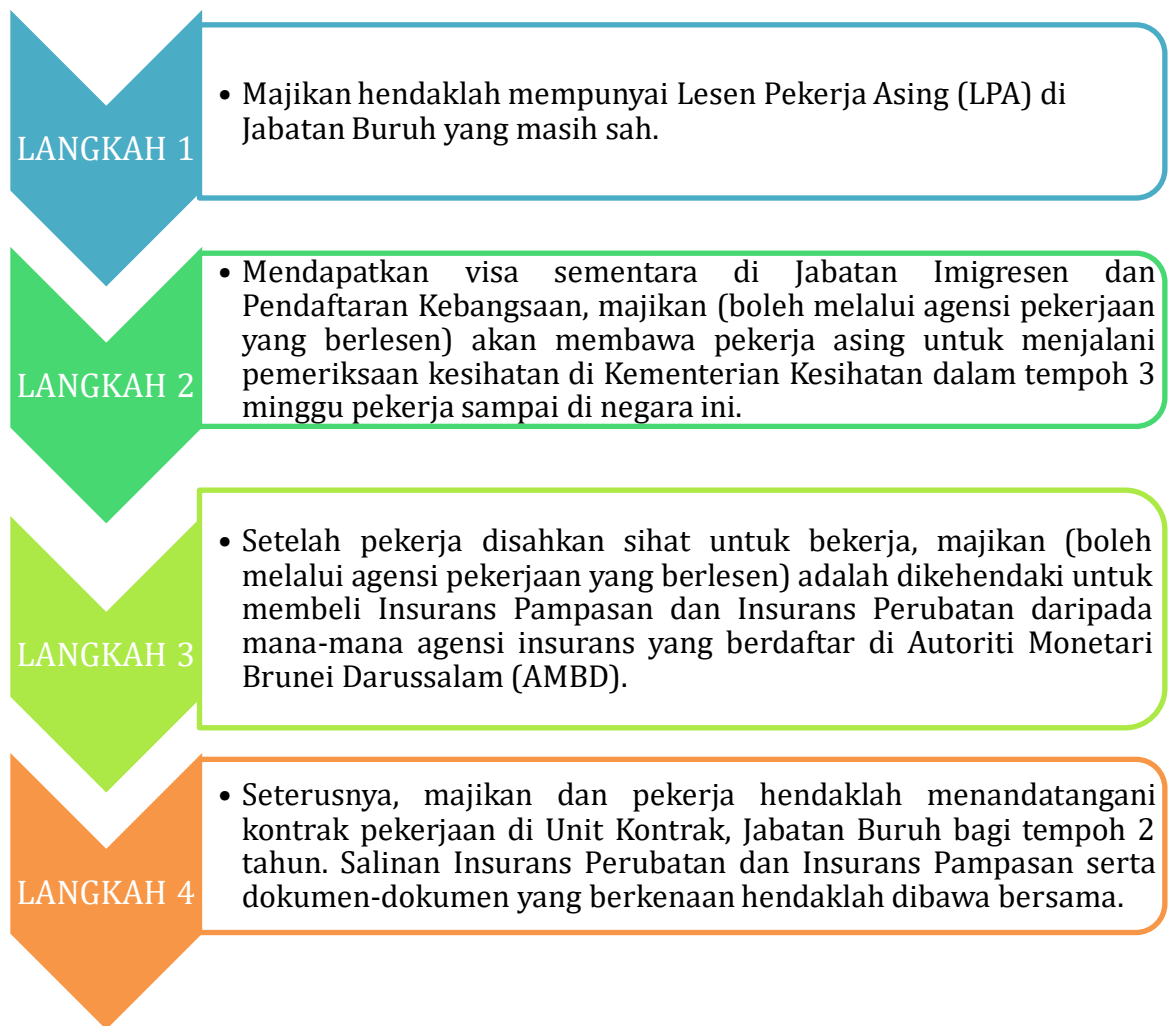 LANGKAH 1
• Majikan hendaklah mempunyai Lesen Pekerja Asing (LPA) di
Jabatan Buruh yang masih sah.
LANGKAH 2
• Mendapatkan visa sementara di Jabatan Imigresen dan
Pendaftaran Kebangsaan, majikan (boleh melalui agensi pekerjaan
yang berlesen) akan membawa pekerja asing untuk menjalani
pemeriksaan kesihatan di Kementerian Kesihatan dalam tempoh 3
minggu pekerja sampai di negara ini.
LANGKAH 3
• Setelah pekerja disahkan sihat untuk bekerja, majikan (boleh
melalui agensi pekerjaan yang berlesen) adalah dikehendaki untuk
membeli Insurans Pampasan dan Insurans Perubatan daripada
mana-mana agensi insurans yang berdaftar di Autoriti Monetari
Brunei Darussalam (AMBD).
LANGKAH 4
• Seterusnya, majikan dan pekerja hendaklah menandatangani
kontrak pekerjaan di Unit Kontrak, Jabatan Buruh bagi tempoh 2
tahun. Salinan Insurans Perubatan dan Insurans Pampasan serta
dokumen-dokumen yang berkenaan hendaklah dibawa bersama.